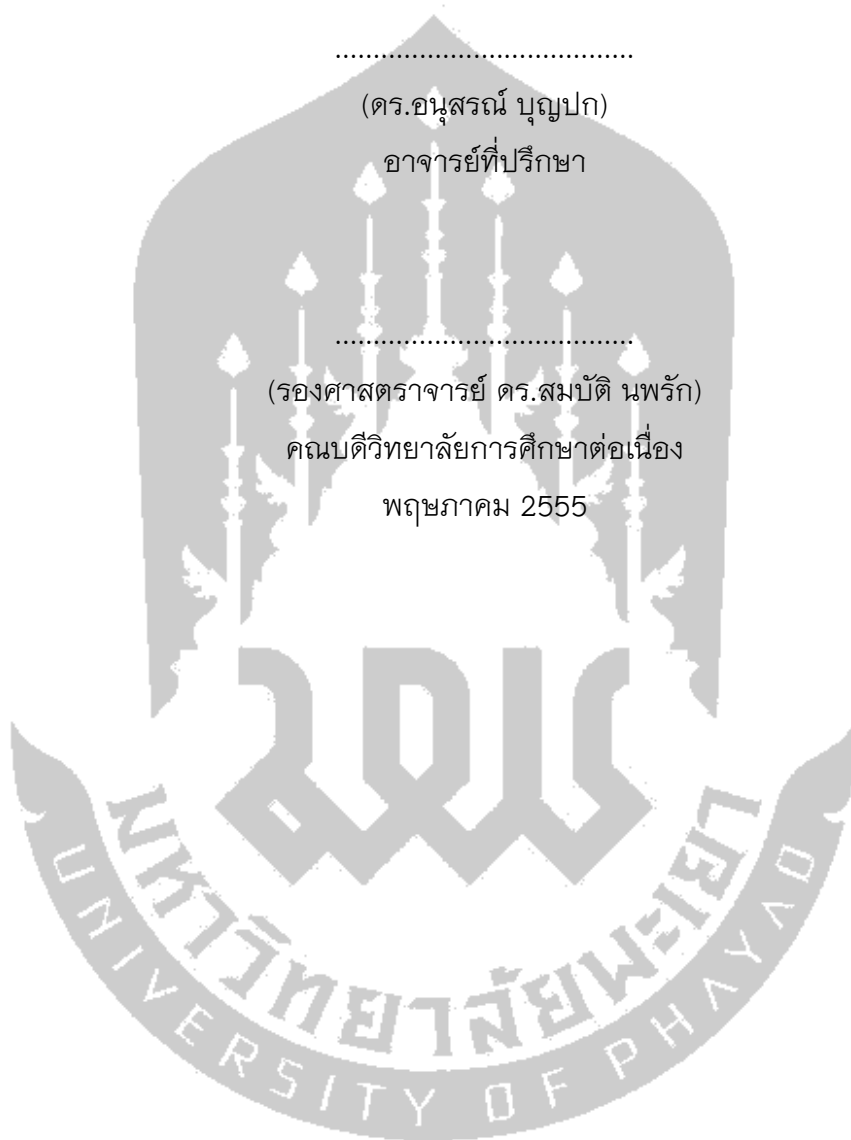 ........................................
(ดร.อนุสรณ์ บุญปก)
อาจารย์ที่ปรึกษา
........................................
(รองศาสตราจารย์ ดร.สมบัติ นพรัก)
คณบดีวิทยาลัยการศึกษาต่อเนื่อง
พฤษภาคม 2555
มหาวิทยาลัยพะเยา
UNIVERSITY OF PHAYAO